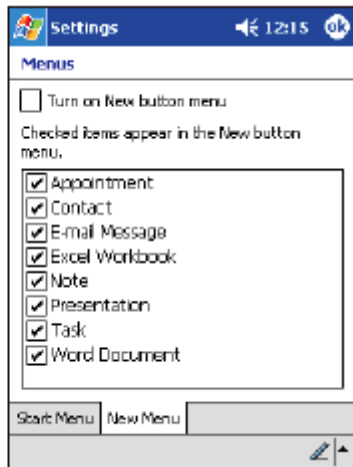 Settings 12:15 ok
Menus
Turn on New button menu
Checked items appear in the New button
menu.
Appointment
Contact
E-mail Message
Excel Workbook
Note
Presentation
Task
Word Document
Start Menu New Menu